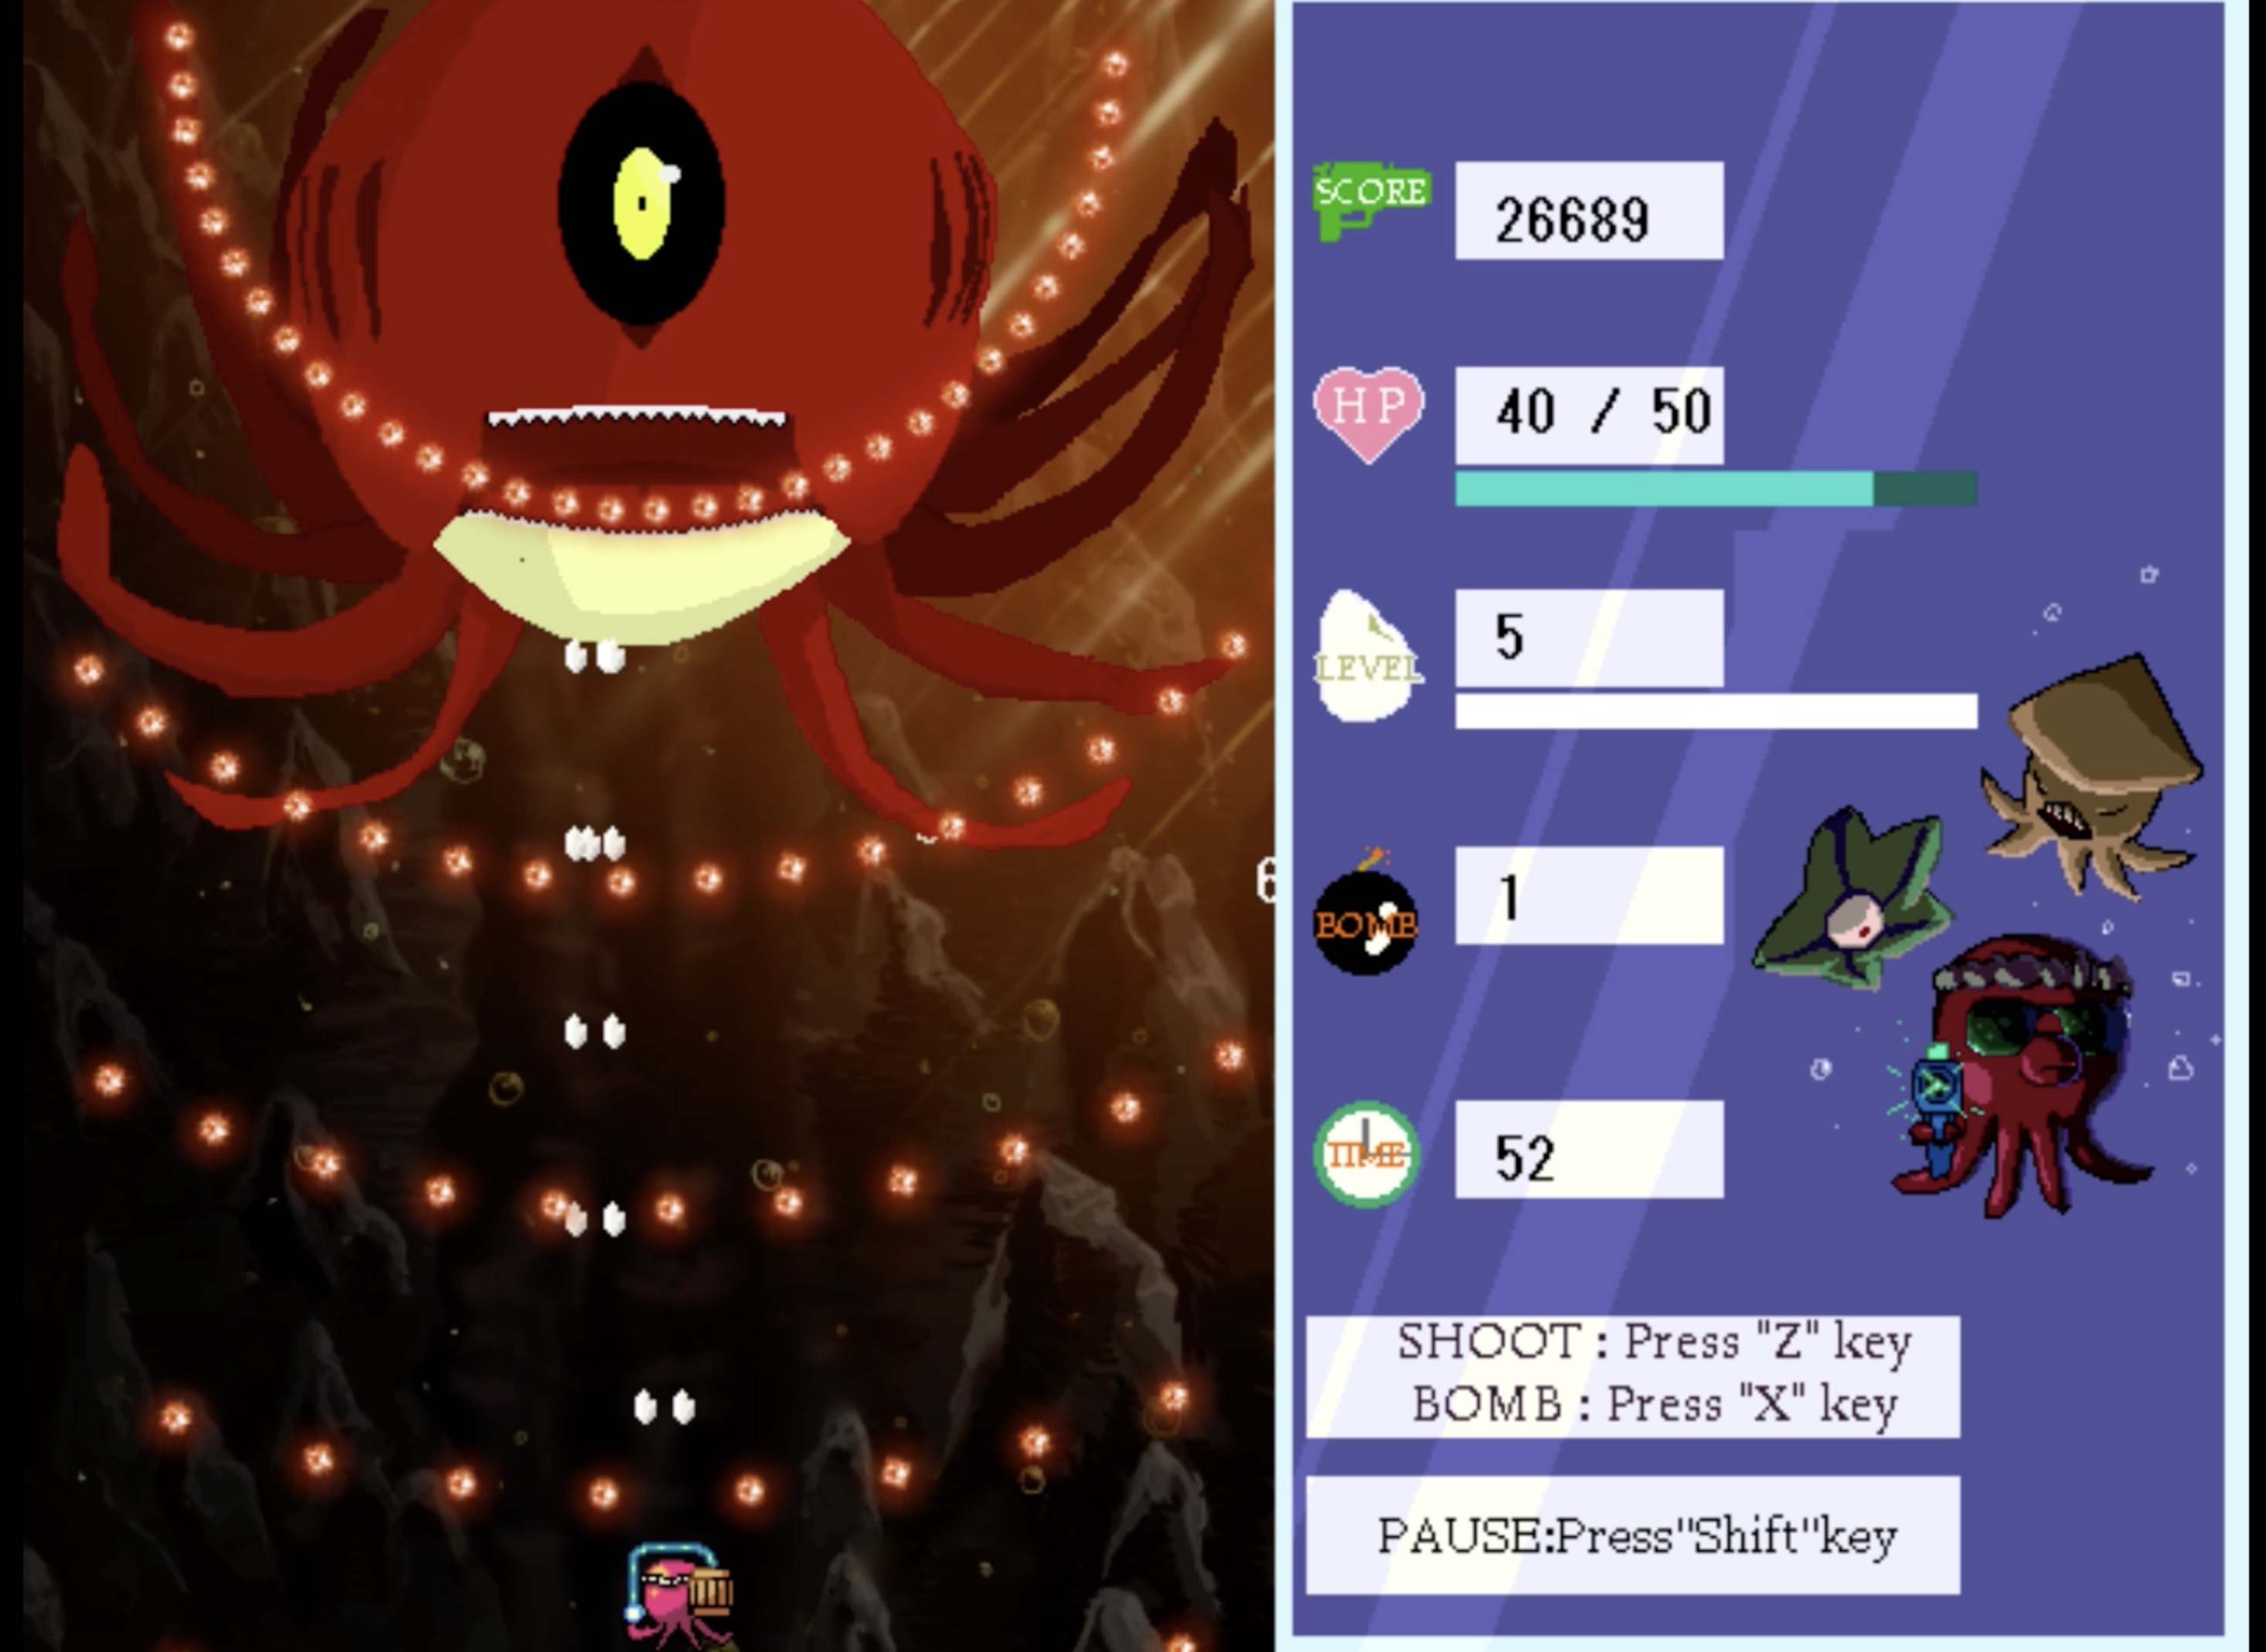 SCORE
26689
HP
40 / 50
LEVEL
5
6
BOMB
1
TIME
52
SHOOT : Press "Z" key
BOMB : Press "X" key
PAUSE:Press"Shift"key